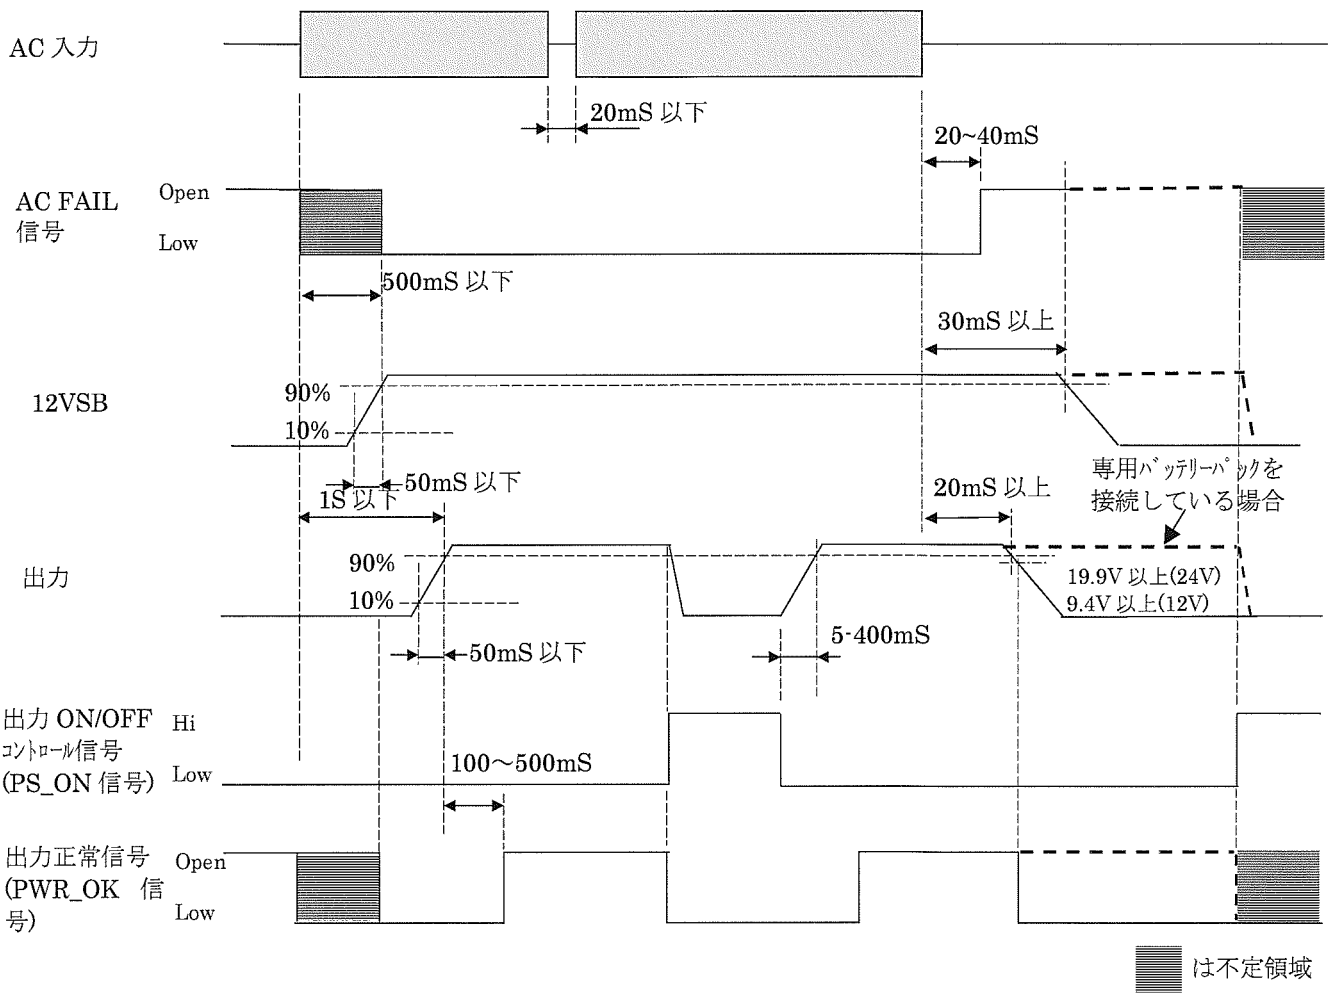 AC 入力
20mS 以下
20~40mS
AC FAIL
信号
Open
Low
500mS 以下
30mS 以上
12VSB
90%
10%
50mS 以下
1S 以下
20mS 以上
専用ﾊﾞｯﾃﾘｰﾊﾟｯｸを
接続している場合
出力
90%
10%
19.9V 以上(24V)
9.4V 以上(12V)
50mS 以下
5-400mS
出力 ON/OFF
ｺﾝﾄﾛｰﾙ信号
(PS_ON 信号)
Hi
Low
100～500mS
出力正常信号
(PWR_OK 信
号)
Open
Low
は不定領域